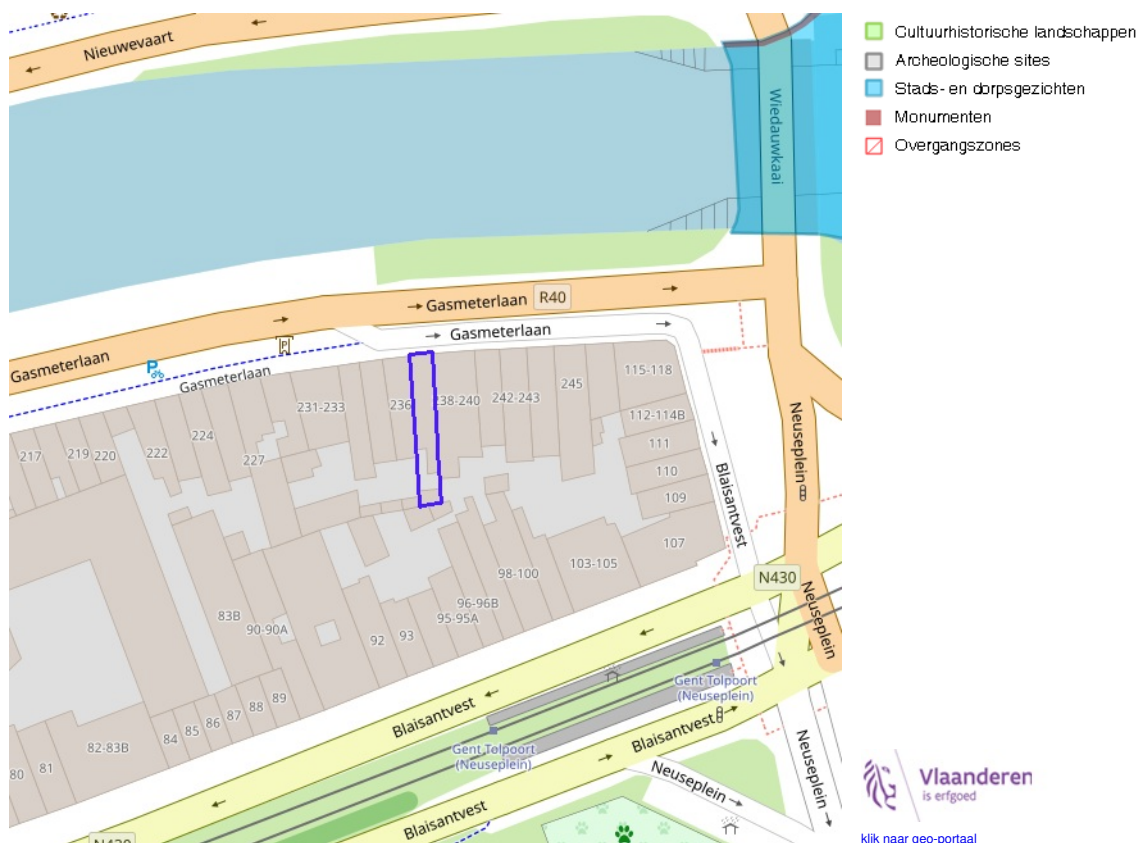 Nieuwevaart
Wiedauwkaai
Gasmeterlaan
R40
Gasmeterlaan
Gasmeterlaan
P
P
Gasmeterlaan
231-233
236
238-240
242-243
245
115-118
112-114B
111
110
109
107
217
219
220
222
224
227
Neuseplein
Blaisantvest
103-105
98-100
96-96B
95-95A
93
92
90-90A
83B
N430
Neuseplein
89
88
87
86
85
84
82-83B
81
80
Blaisantvest
Gent Tolpoort
(Neuseplein)
Gent Tolpoort
(Neuseplein)
Blaisantvest
Neuseplein
Neuseplein
Blaisantvest
N430
Cultuurhistorische landschappen
Archeologische sites
Stads- en dorpsgezichten
Monumenten
Overgangszones
Vlaanderen
is erfgoed
klik naar geo-portaal